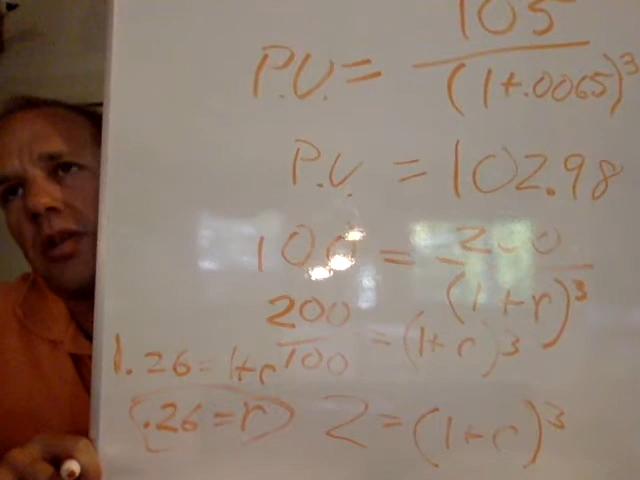 P.V. = 105 / (1+.0065)^3
P.V. = 102.98
100 = 200 / (1+r)^3
200 / 100 = (1+r)^3
1.26 = 1+r
.26 = r
2 = (1+r)^3